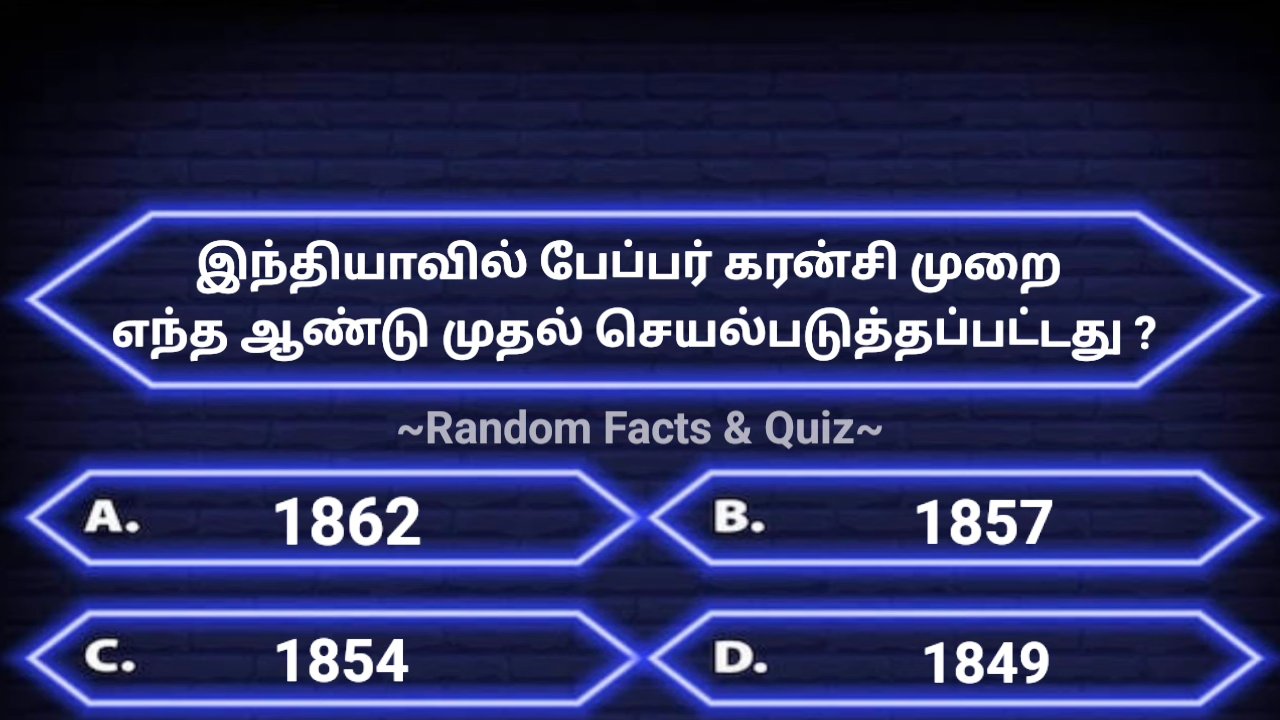 இந்தியாவில் பேப்பர் கரன்சி முறை
எந்த ஆண்டு முதல் செயல்படுத்தப்பட்டது ?
~Random Facts & Quiz~
A. 1862
B. 1857
C. 1854
D. 1849